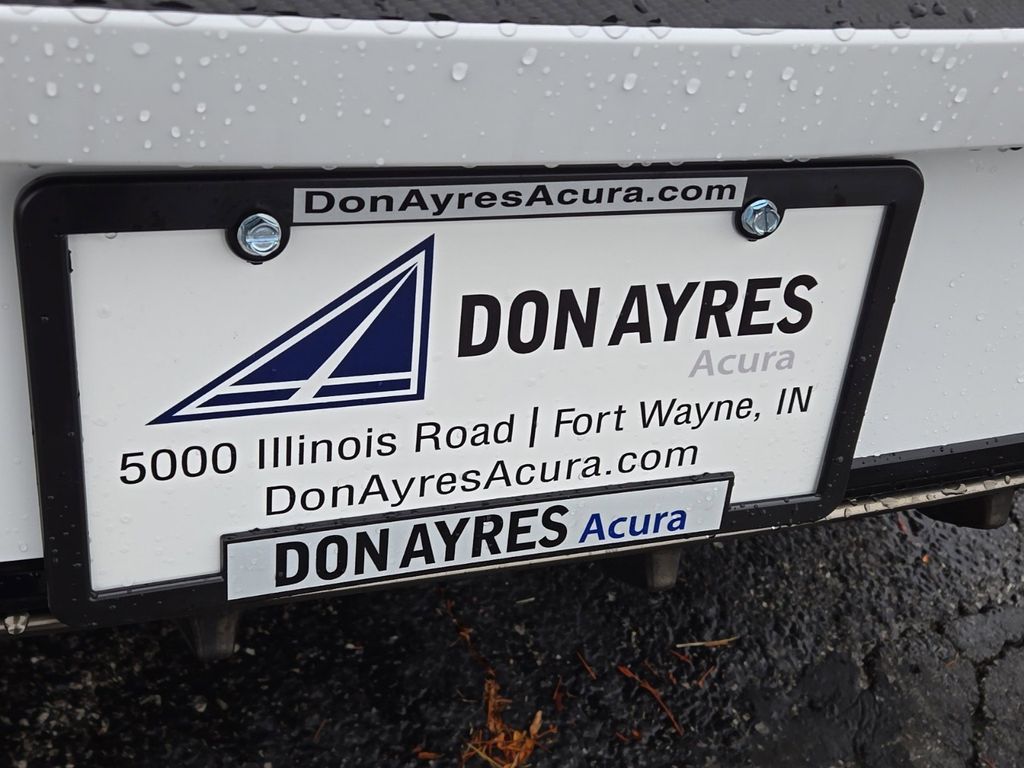 DonAyresAcura.com
DON AYRES
Acura
5000 Illinois Road | Fort Wayne, IN
DonAyresAcura.com
DON AYRES Acura